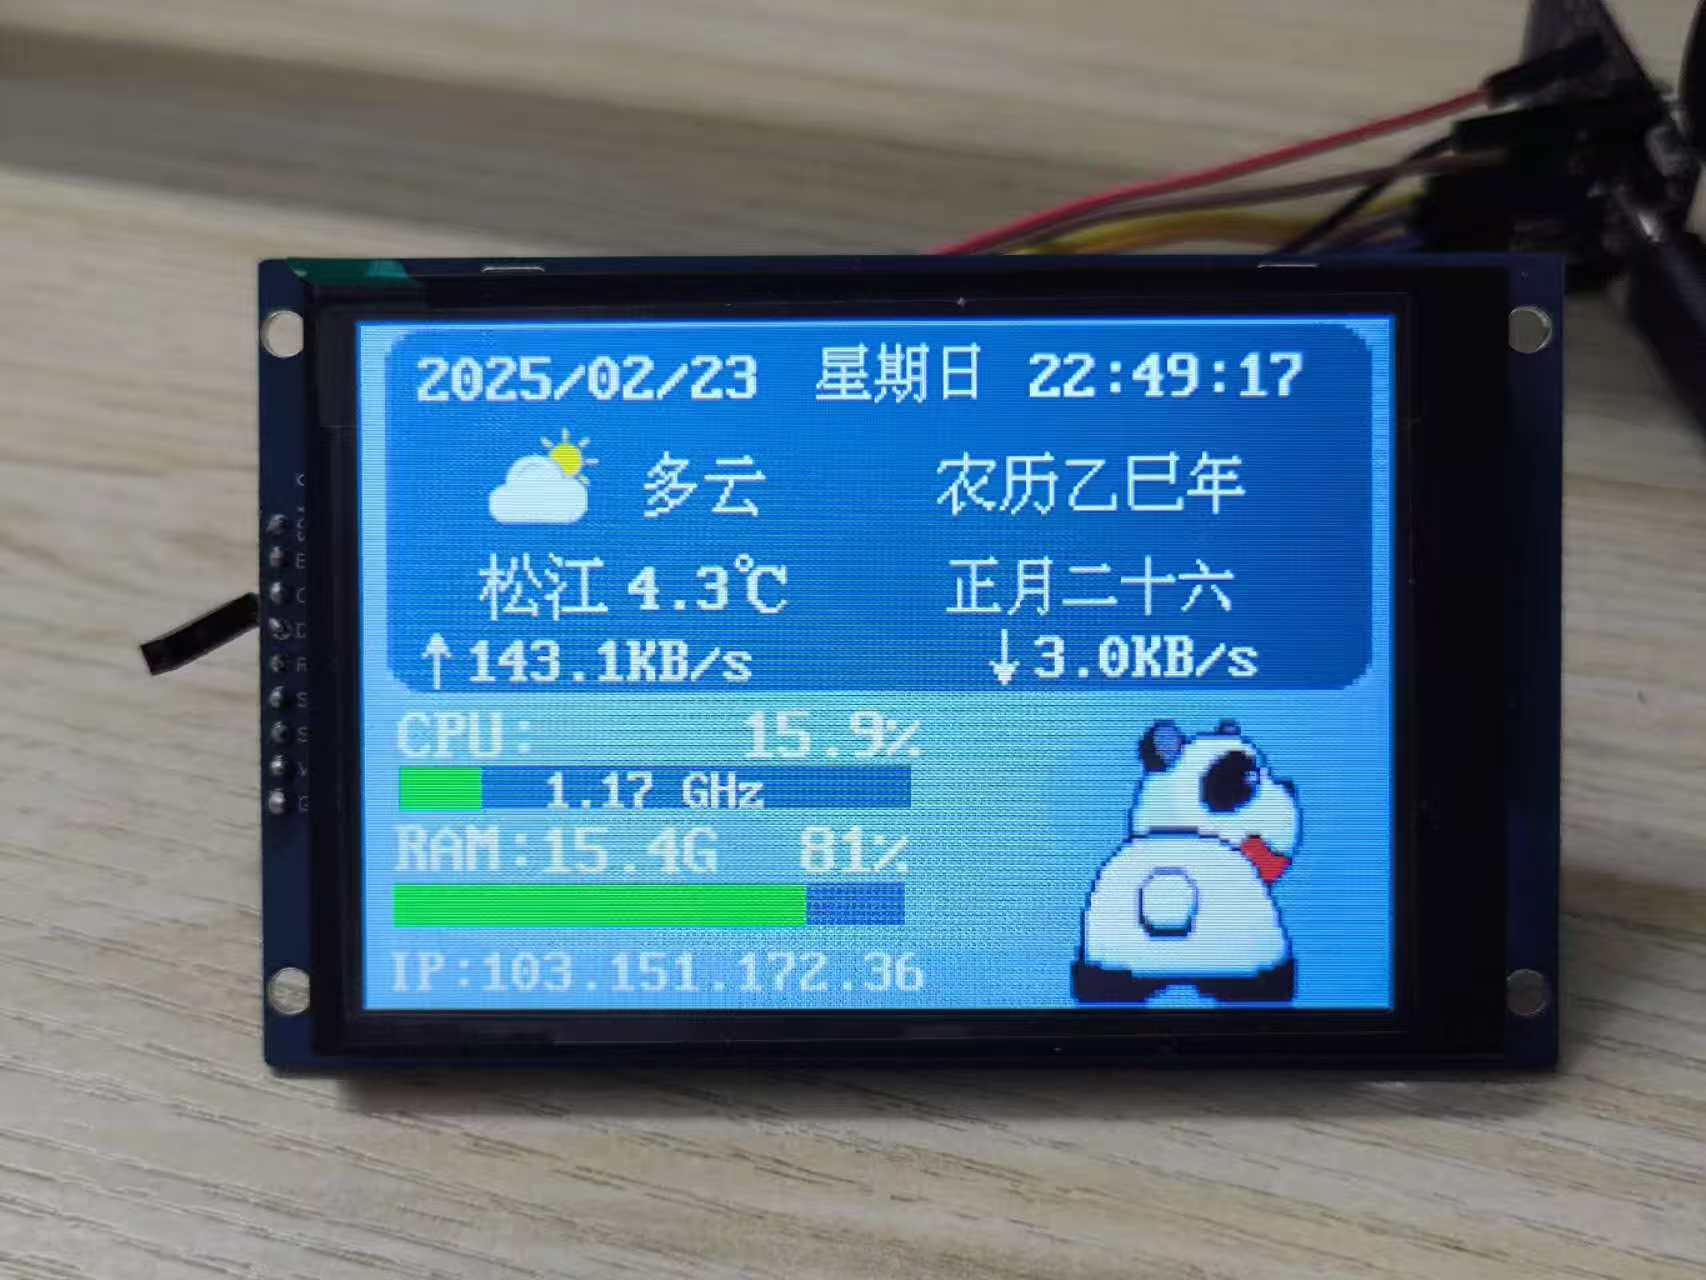 2025/02/23 星期日 22:49:17
多云 农历乙巳年
松江 4.3℃ 正月二十六
↑143.1KB/s ↓3.0KB/s
CPU: 15.9%
1.17 GHz
RAM:15.4G 81%
IP:103.151.172.36